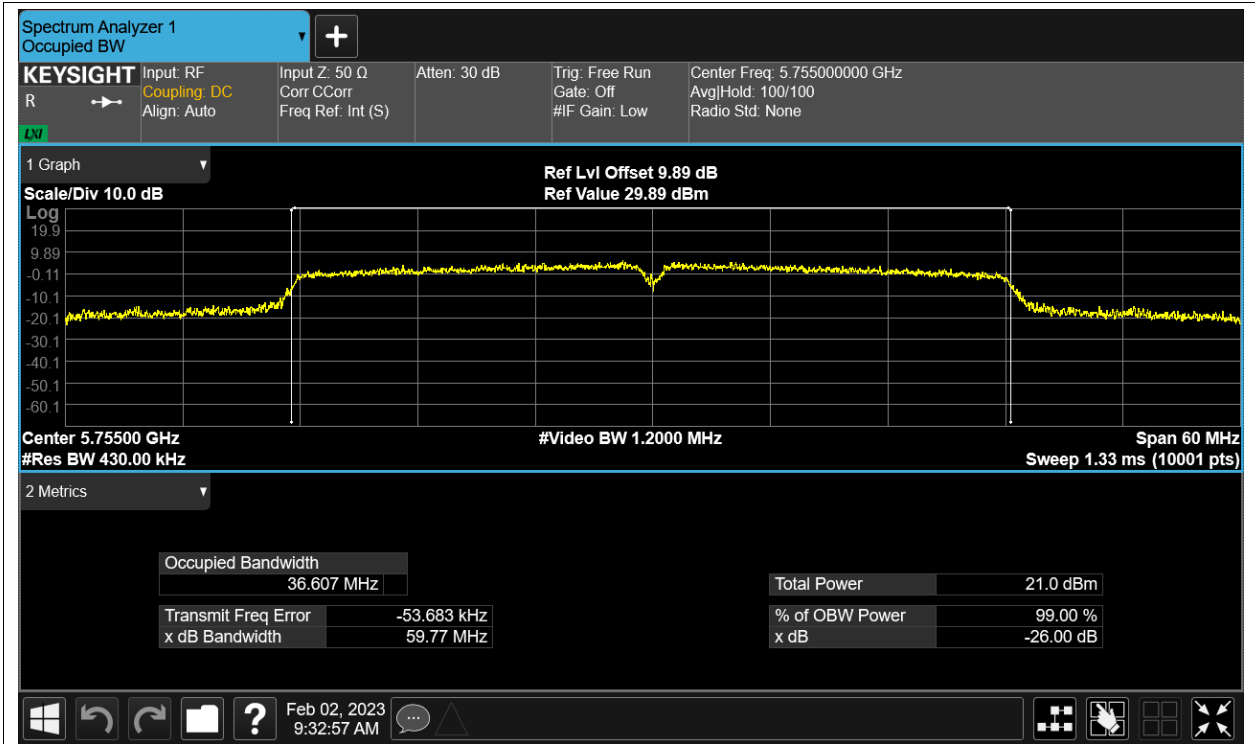 Spectrum Analyzer 1
Occupied BW
KEYSIGHT
R
LXI
Input: RF
Coupling: DC
Align: Auto
Input Z: 50 Ω
Corr CCorr
Freq Ref: Int (S)
Atten: 30 dB
Trig: Free Run
Gate: Off
#IF Gain: Low
Center Freq: 5.755000000 GHz
Avg|Hold: 100/100
Radio Std: None
1 Graph
Scale/Div 10.0 dB
Ref Lvl Offset 9.89 dB
Ref Value 29.89 dBm
Log
19.9
9.89
-0.11
-10.1
-20.1
-30.1
-40.1
-50.1
-60.1
Center 5.75500 GHz
#Video BW 1.2000 MHz
Span 60 MHz
#Res BW 430.00 kHz
Sweep 1.33 ms (10001 pts)
2 Metrics
Occupied Bandwidth
36.607 MHz
Total Power 21.0 dBm
Transmit Freq Error -53.683 kHz
% of OBW Power 99.00 %
x dB Bandwidth 59.77 MHz
x dB -26.00 dB
?
Feb 02, 2023
9:32:57 AM